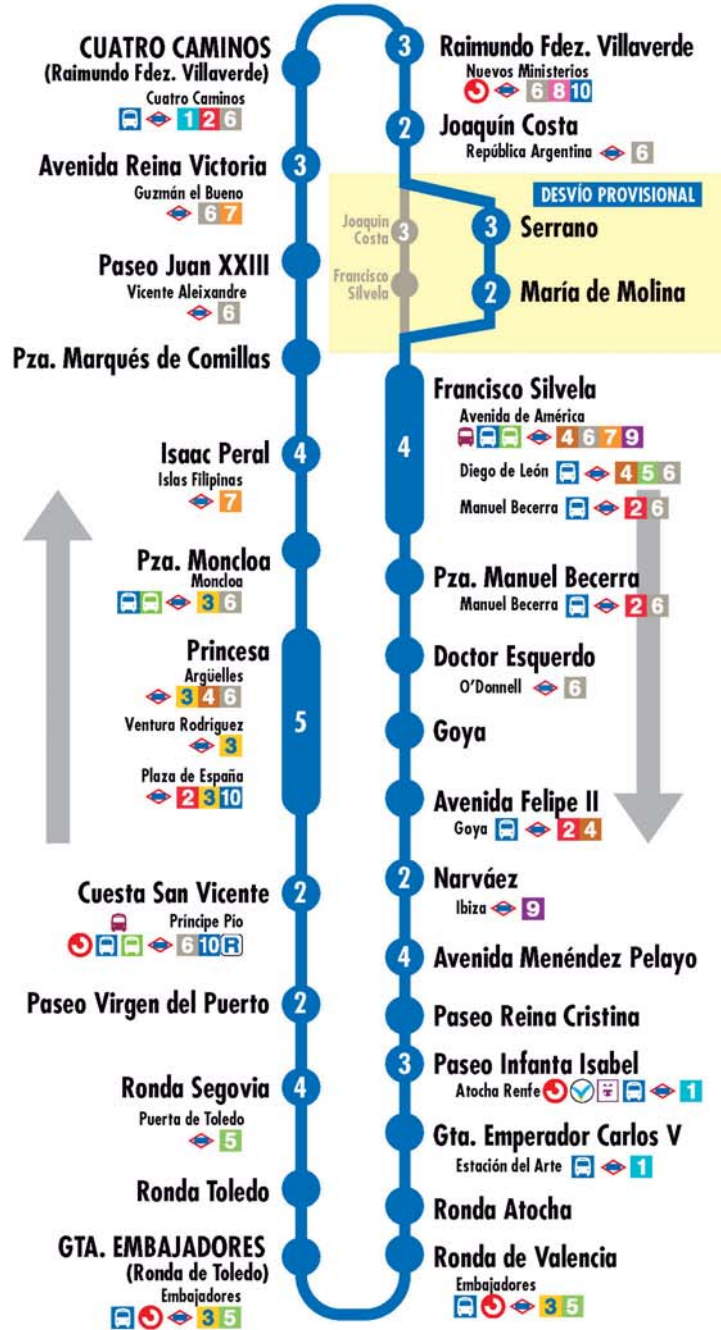 CUATRO CAMINOS
(Raimundo Fdez. Villaverde)
Cuatro Caminos
1 2 6
3
Avenida Reina Victoria
Guzmán el Bueno
6 7
Paseo Juan XXIII
Vicente Aleixandre
6
Pza. Marqués de Comillas
Isaac Peral
4
Islas Filipinas
7
Pza. Moncloa
Moncloa
3 6
Princesa
Argüelles
3 4 6
5
Ventura Rodríguez
3
Plaza de España
2 3 10
Cuesta San Vicente
2
Príncipe Pío
6 10 R
Paseo Virgen del Puerto
2
Ronda Segovia
4
Puerta de Toledo
5
Ronda Toledo
GTA. EMBAJADORES
(Ronda de Toledo)
Embajadores
3 5
3
Raimundo Fdez. Villaverde
Nuevos Ministerios
6 8 10
2
Joaquín Costa
República Argentina
6
DESVÍO PROVISIONAL
Joaquín
Costa
3
Francisco
Silvela
3
Serrano
2
María de Molina
Francisco Silvela
Avenida de América
4 6 7 9
4
Diego de León
4 5 6
Manuel Becerra
2 6
Pza. Manuel Becerra
Manuel Becerra
2 6
Doctor Esquerdo
O'Donnell
6
Goya
Avenida Felipe II
Goya
2 4
2
Narváez
Ibiza
9
4
Avenida Menéndez Pelayo
Paseo Reina Cristina
3
Paseo Infanta Isabel
Atocha Renfe
1
Gta. Emperador Carlos V
Estación del Arte
1
Ronda Atocha
Ronda de Valencia
Embajadores
3 5